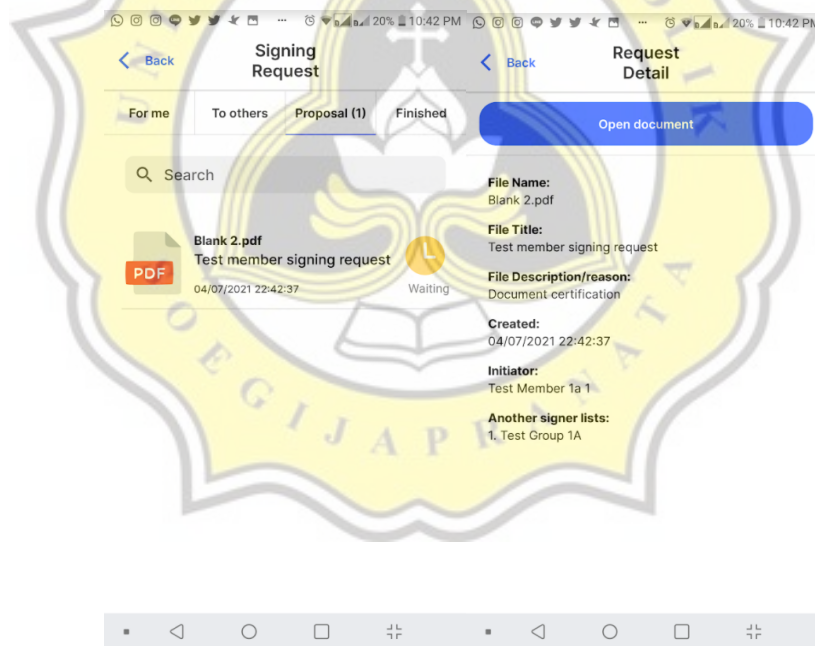 20% 10:42 PM
Back
Signing
Request
For me
To others
Proposal (1)
Finished
Search
PDF
Blank 2.pdf
Test member signing request
04/07/2021 22:42:37
Waiting
20% 10:42 PM
Back
Request
Detail
Open document
File Name:
Blank 2.pdf
File Title:
Test member signing request
File Description/reason:
Document certification
Created:
04/07/2021 22:42:37
Initiator:
Test Member 1a 1
Another signer lists:
1. Test Group 1A